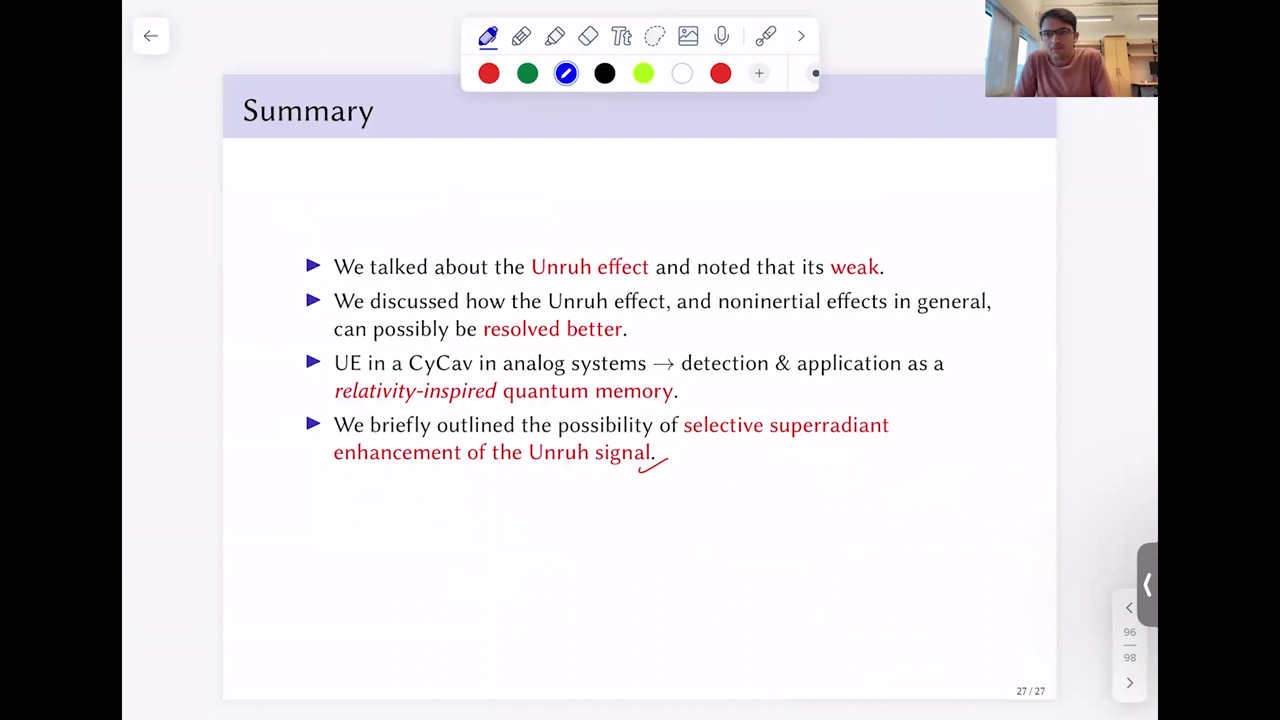 Tt
Summary
▶ We talked about the Unruh effect and noted that its weak.
▶ We discussed how the Unruh effect, and noninertial effects in general,
can possibly be resolved better.
▶ UE in a CyCav in analog systems → detection & application as a
relativity-inspired quantum memory.
▶ We briefly outlined the possibility of selective superradiant
enhancement of the Unruh signal.
96
98
27 / 27